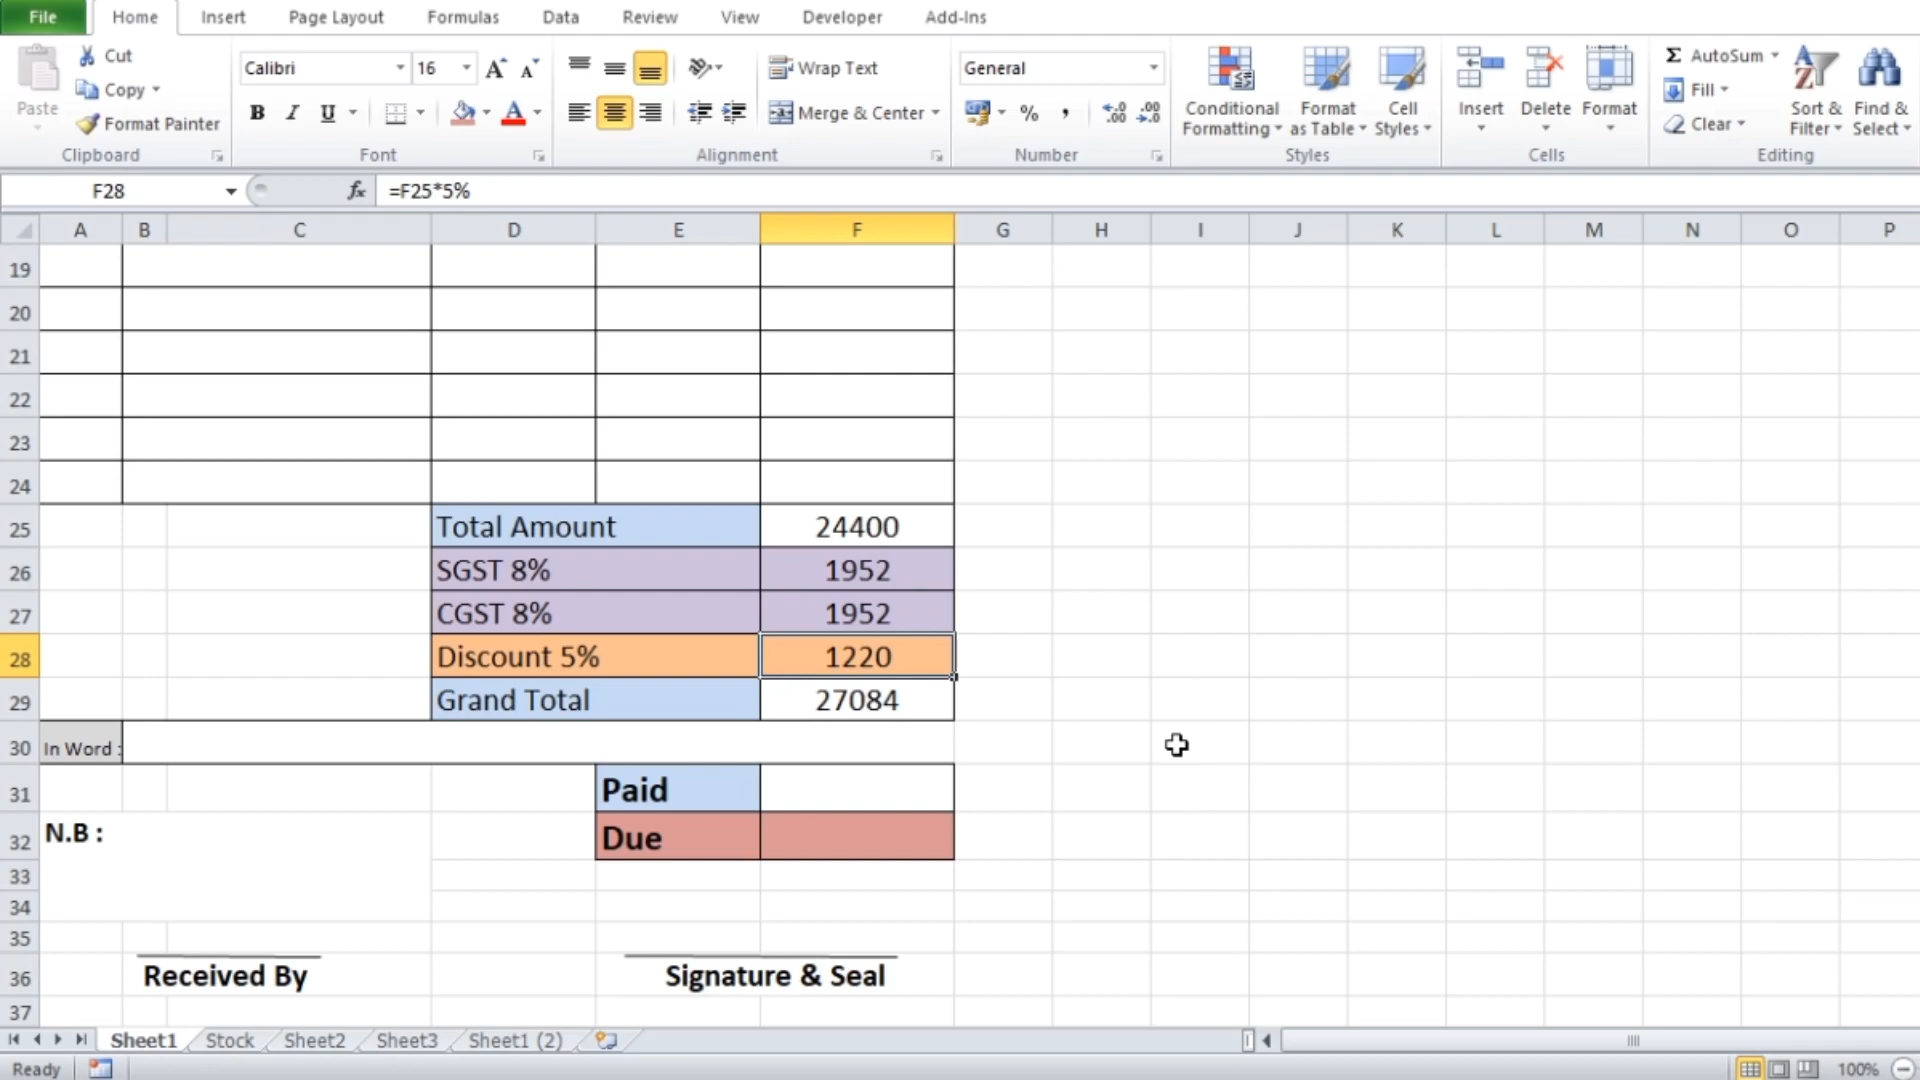 File Home Insert Page Layout Formulas Data Review View Developer Add-Ins
Paste
Cut
Copy
Format Painter
Clipboard
Calibri 16 A A
B I U A
Font
Wrap Text
Merge & Center
Alignment
General
% , .0 .00 .00 .0
Number
Conditional Formatting
Format as Table
Cell Styles
Styles
Insert Delete Format
Cells
Σ AutoSum
Fill
Clear
A Z Sort & Filter
Find & Select
Editing
F28 fx =F25*5%
A B C D E F G H I J K L M N O P
19
20
21
22
23
24
25 Total Amount 24400
26 SGST 8% 1952
27 CGST 8% 1952
28 Discount 5% 1220
29 Grand Total 27084
30 In Word :
31 Paid
32 N.B : Due
33
34
35
36 Received By Signature & Seal
37
Sheet1 Stock Sheet2 Sheet3 Sheet1 (2)
Ready 100%